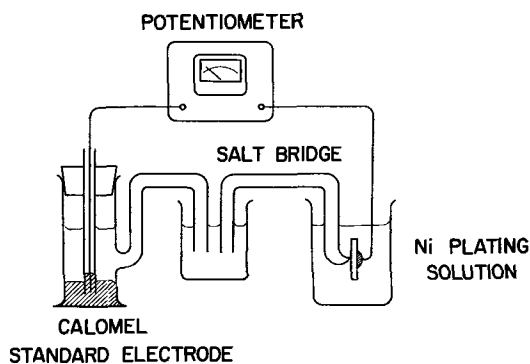 POTENTIOMETER
SALT BRIDGE
Ni PLATING
SOLUTION
CALOMEL
STANDARD ELECTRODE